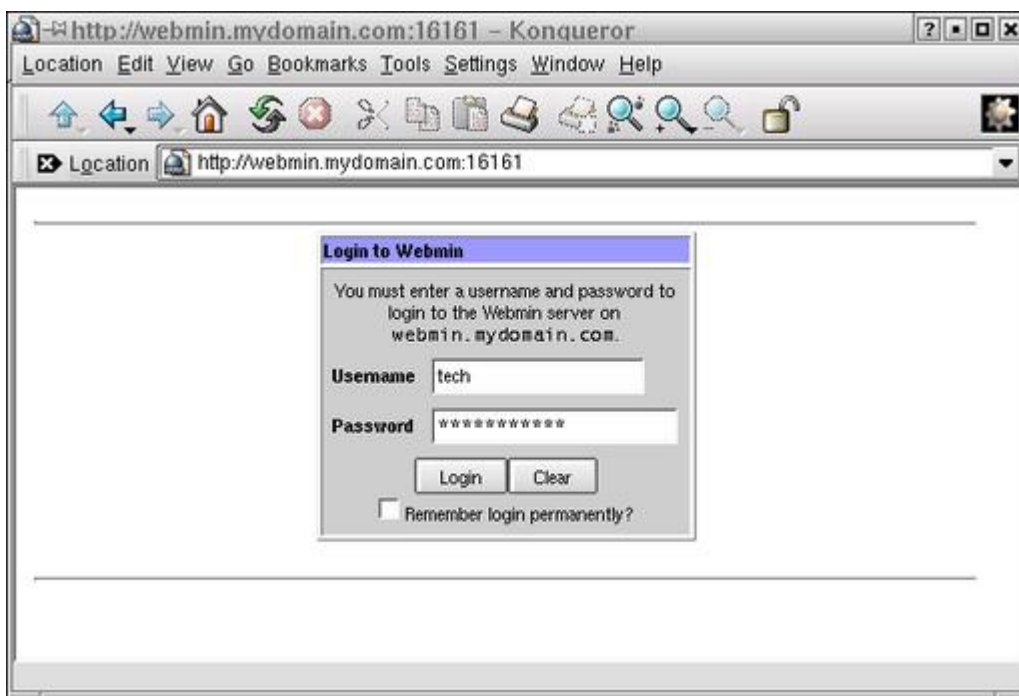 http://webmin.mydomain.com:16161 – Konqueror
Location Edit View Go Bookmarks Tools Settings Window Help
Location http://webmin.mydomain.com:16161
Login to Webmin
You must enter a username and password to
login to the Webmin server on
webmin.mydomain.com.
Username tech
Password ***********
Login Clear
Remember login permanently?